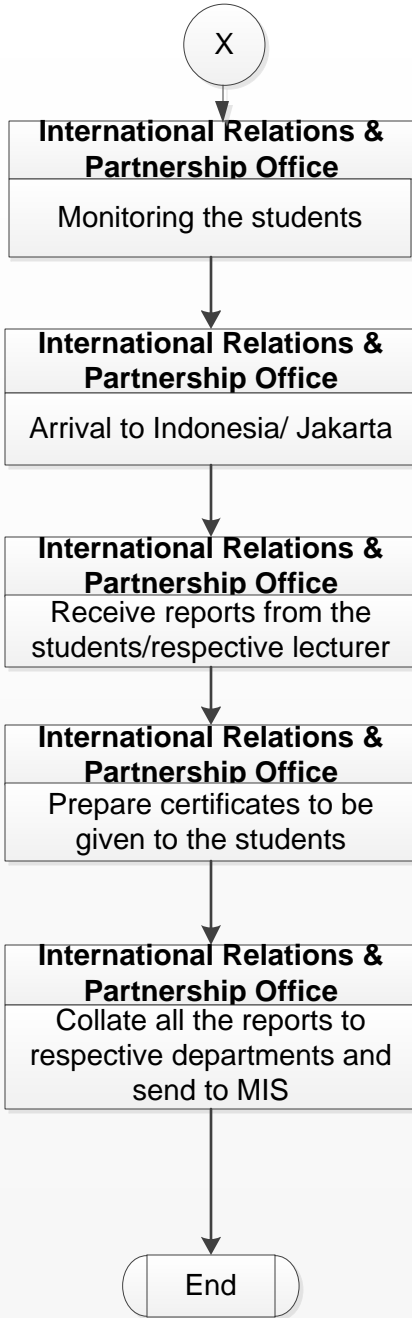 X
International Relations &
Partnership Office
Monitoring the students
International Relations &
Partnership Office
Arrival to Indonesia/ Jakarta
International Relations &
Partnership Office
Receive reports from the
students/respective lecturer
International Relations &
Partnership Office
Prepare certificates to be
given to the students
International Relations &
Partnership Office
Collate all the reports to
respective departments and
send to MIS
End